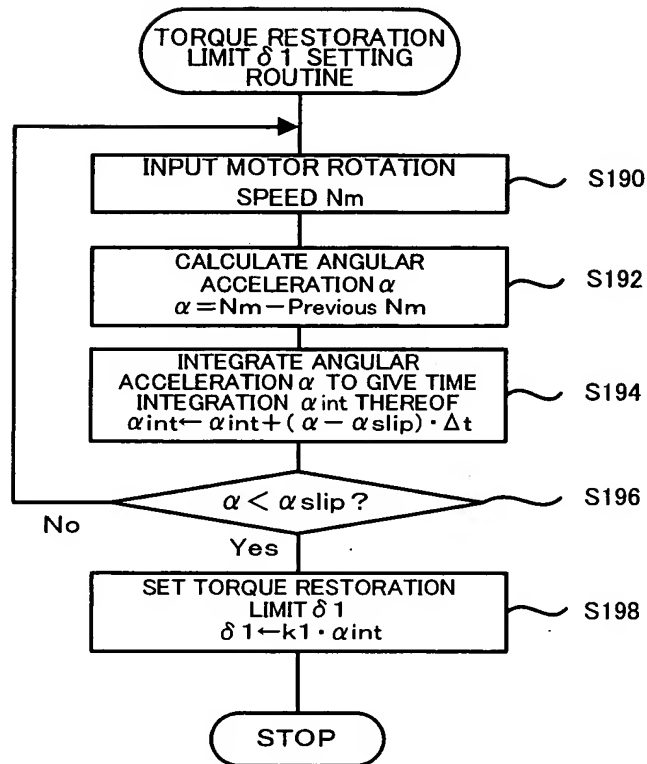 TORQUE RESTORATION
LIMIT δ1 SETTING
ROUTINE
INPUT MOTOR ROTATION
SPEED Nm
S190
CALCULATE ANGULAR
ACCELERATION α
α=Nm−Previous Nm
S192
INTEGRATE ANGULAR
ACCELERATION α TO GIVE TIME
INTEGRATION αint THEREOF
αint←αint+(α−αslip)·Δt
S194
α<αslip?
S196
No
Yes
SET TORQUE RESTORATION
LIMIT δ1
δ1←k1·αint
S198
STOP